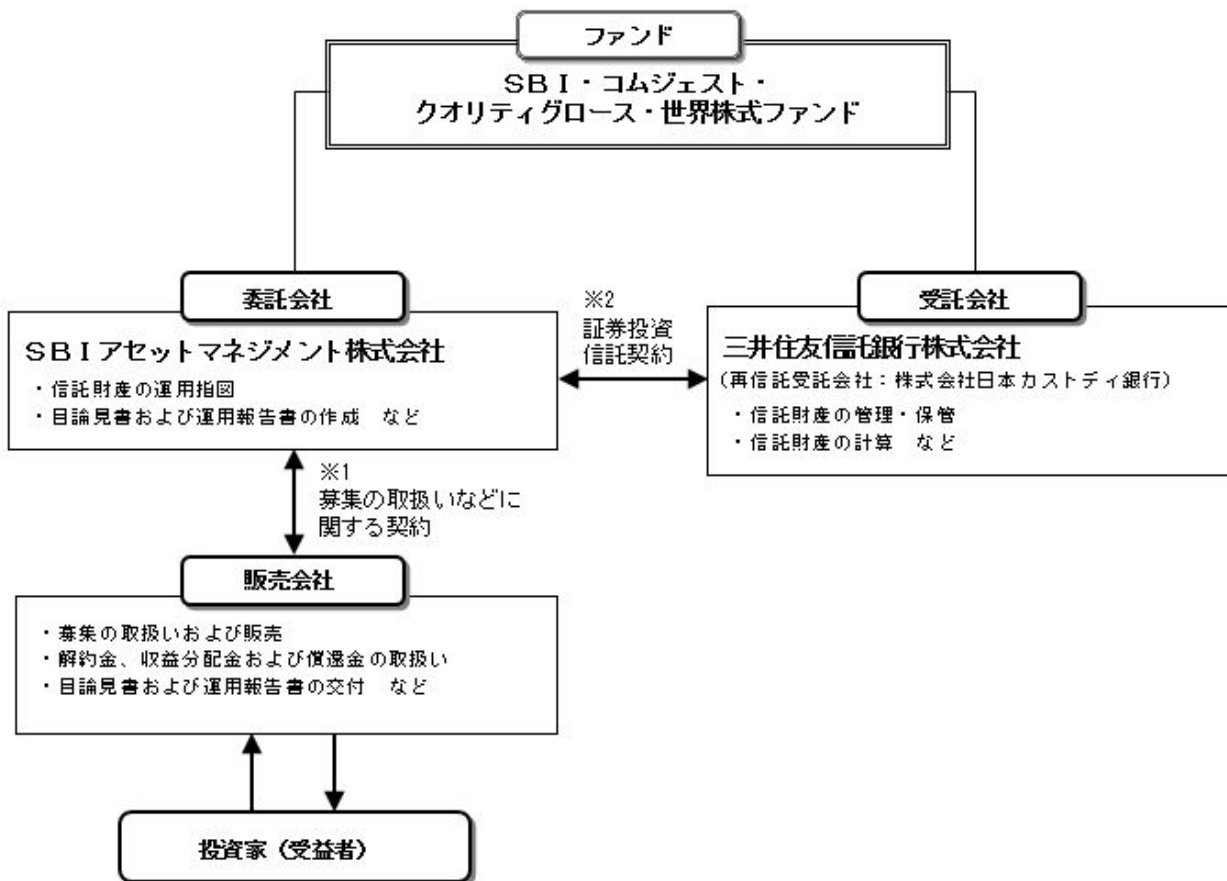 ファンド
SBI・コムジェスト・
クオリティグロース・世界株式ファンド
委託会社
SBIアセットマネジメント株式会社
・信託財産の運用指図
・目論見書および運用報告書の作成 など
※2
証券投資
信託契約
受託会社
三井住友信託銀行株式会社
(再信託受託会社：株式会社日本カストディ銀行)
・信託財産の管理・保管
・信託財産の計算 など
※1
募集の取扱いなどに
関する契約
販売会社
・募集の取扱いおよび販売
・解約金、収益分配金および償還金の取扱い
・目論見書および運用報告書の交付 など
投資家（受益者）